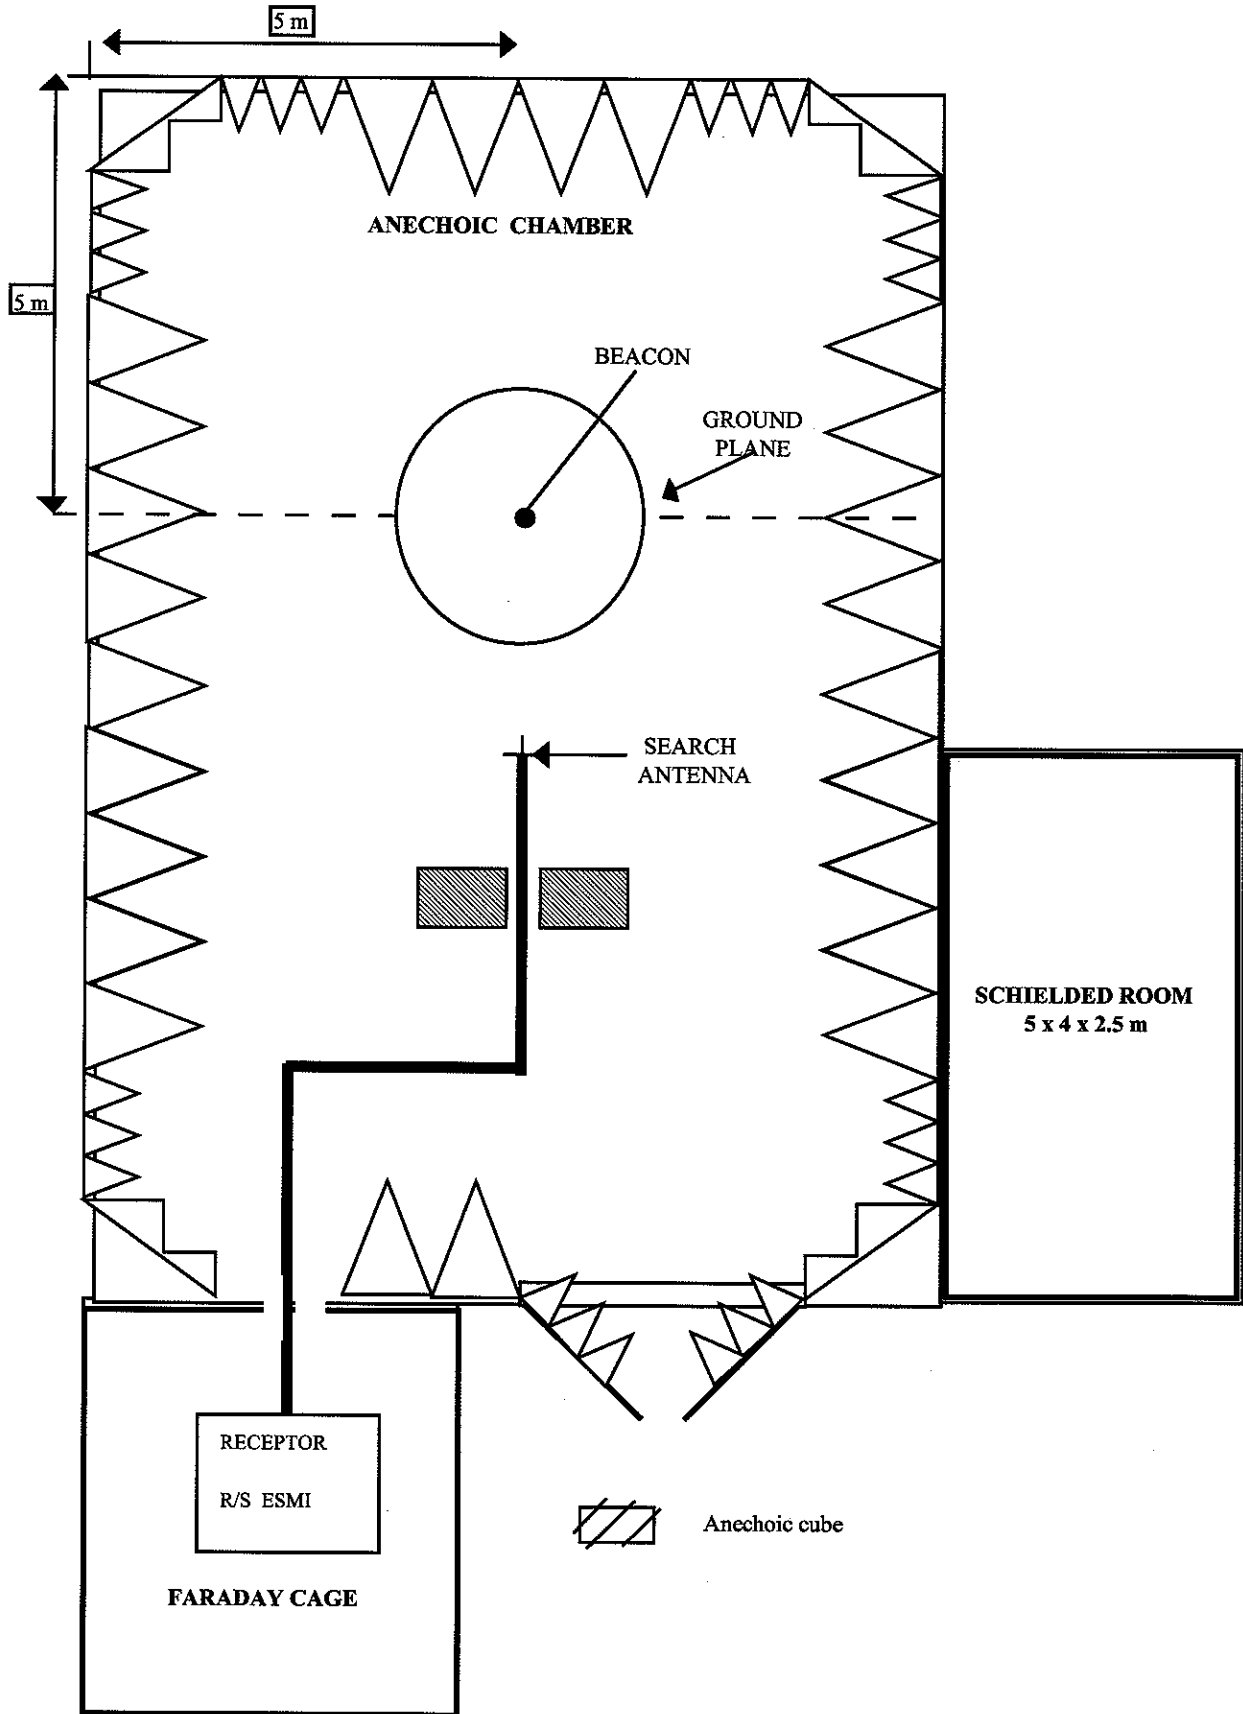 5 m
ANECHOIC CHAMBER
5 m
BEACON
GROUND
PLANE
SEARCH
ANTENNA
SCHIELDED ROOM
5 x 4 x 2.5 m
RECEPTOR
R/S ESMI
Anechoic cube
FARADAY CAGE